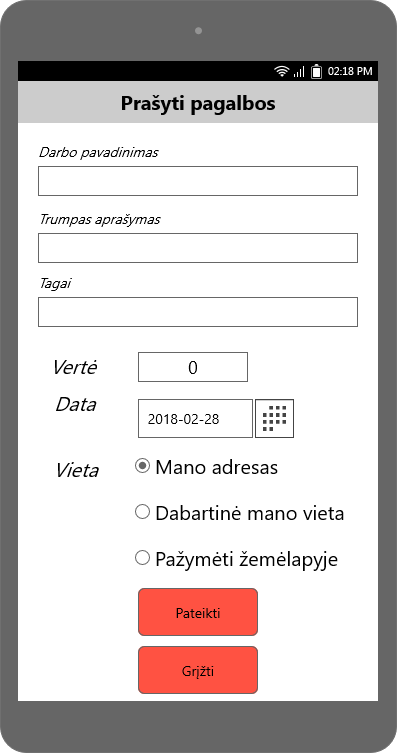 02:18 PM
Prašyti pagalbos
Darbo pavadinimas
Trumpas aprašymas
Tagai
Vertė 0
Data 2018-02-28
Vieta Mano adresas
Dabartinė mano vieta
Pažymėti žemėlapyje
Pateikti
Grįžti